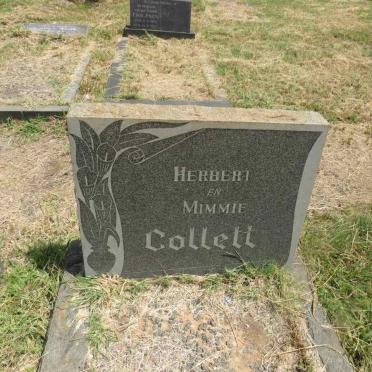 Herbert
en
Mimmie
Collett